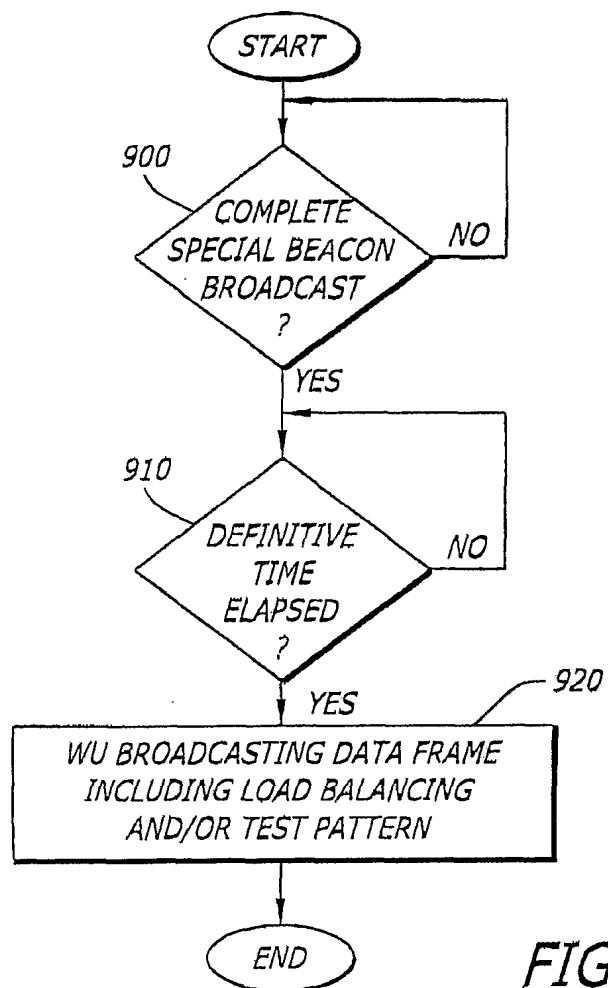 START
900
COMPLETE
SPECIAL BEACON
BROADCAST
?
NO
YES
910
DEFINITIVE
TIME
ELAPSED
?
NO
YES
920
WU BROADCASTING DATA FRAME
INCLUDING LOAD BALANCING
AND/OR TEST PATTERN
END
FIG